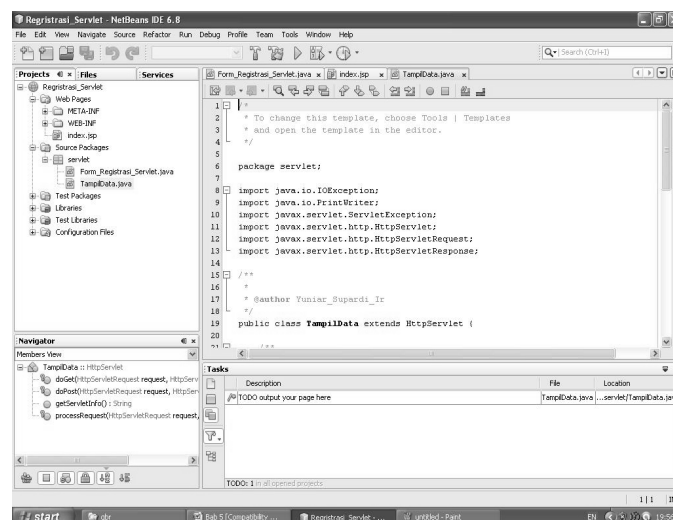 Regristrasi_Servlet - NetBeans IDE 6.8
File Edit View Navigate Source Refactor Run Debug Profile Team Tools Window Help
Search (Ctrl+I)
Projects Files Services
Regristrasi_Servlet
Web Pages
META-INF
WEB-INF
index.jsp
Source Packages
servlet
Form_Registrasi_Servlet.java
TampilData.java
Test Packages
Libraries
Test Libraries
Configuration Files
Form_Registrasi_Servlet.java x index.jsp x TampilData.java x
1 /*
2 * To change this template, choose Tools | Templates
3 * and open the template in the editor.
4 */
5
6 package servlet;
7
8 import java.io.IOException;
9 import java.io.PrintWriter;
10 import javax.servlet.ServletException;
11 import javax.servlet.http.HttpServlet;
12 import javax.servlet.http.HttpServletRequest;
13 import javax.servlet.http.HttpServletResponse;
14
15 /**
16 *
17 * @author Yuniar_Supardi_Ir
18 */
19 public class TampilData extends HttpServlet {
20
21 /**
Navigator
Members View
TampilData :: HttpServlet
doGet(HttpServletRequest request, HttpServ
doPost(HttpServletRequest request, HttpSer
getServletInfo() : String
processRequest(HttpServletRequest request,
Tasks
Description File Location
TODO output your page here TampilData.java ...servlet/TampilData.ja
TODO: 1 in all opened projects
1|1
start gbr Bab 5 [Compatibility ... Regristrasi_Servlet - ... untitled - Paint EN 19:56